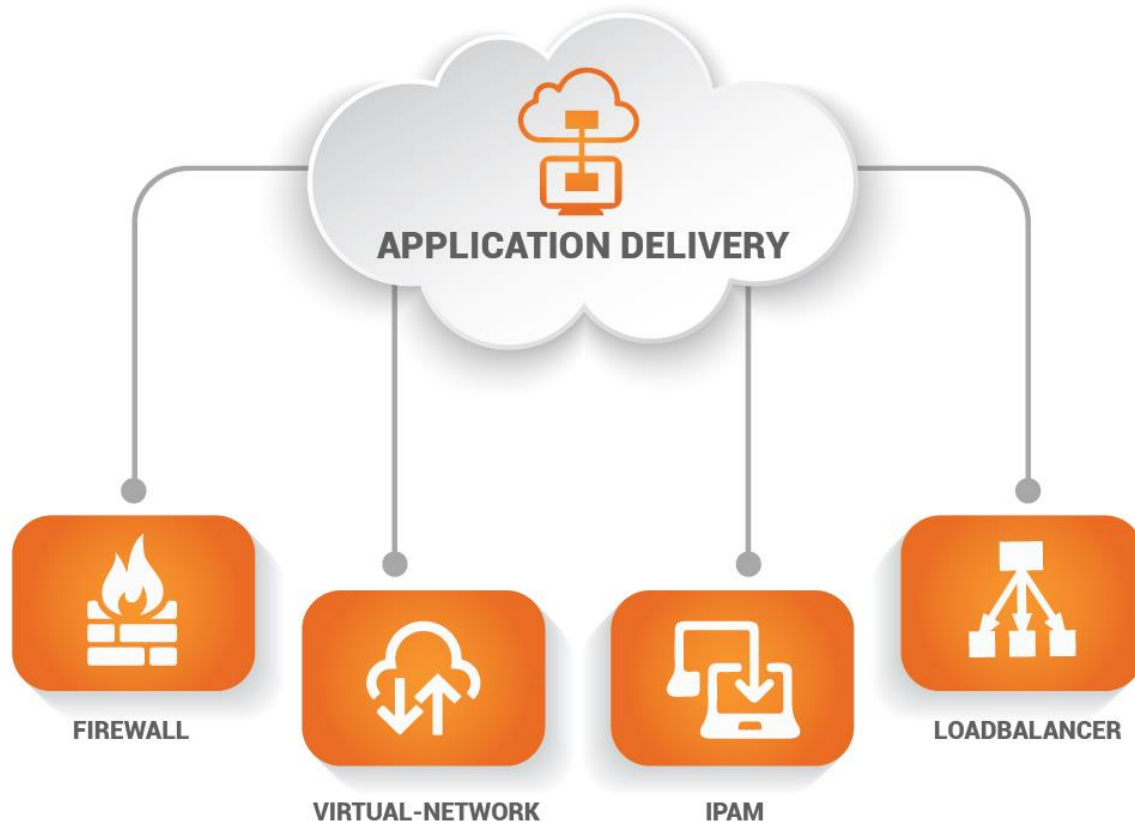 APPLICATION DELIVERY
FIREWALL
VIRTUAL-NETWORK
IPAM
LOADBALANCER